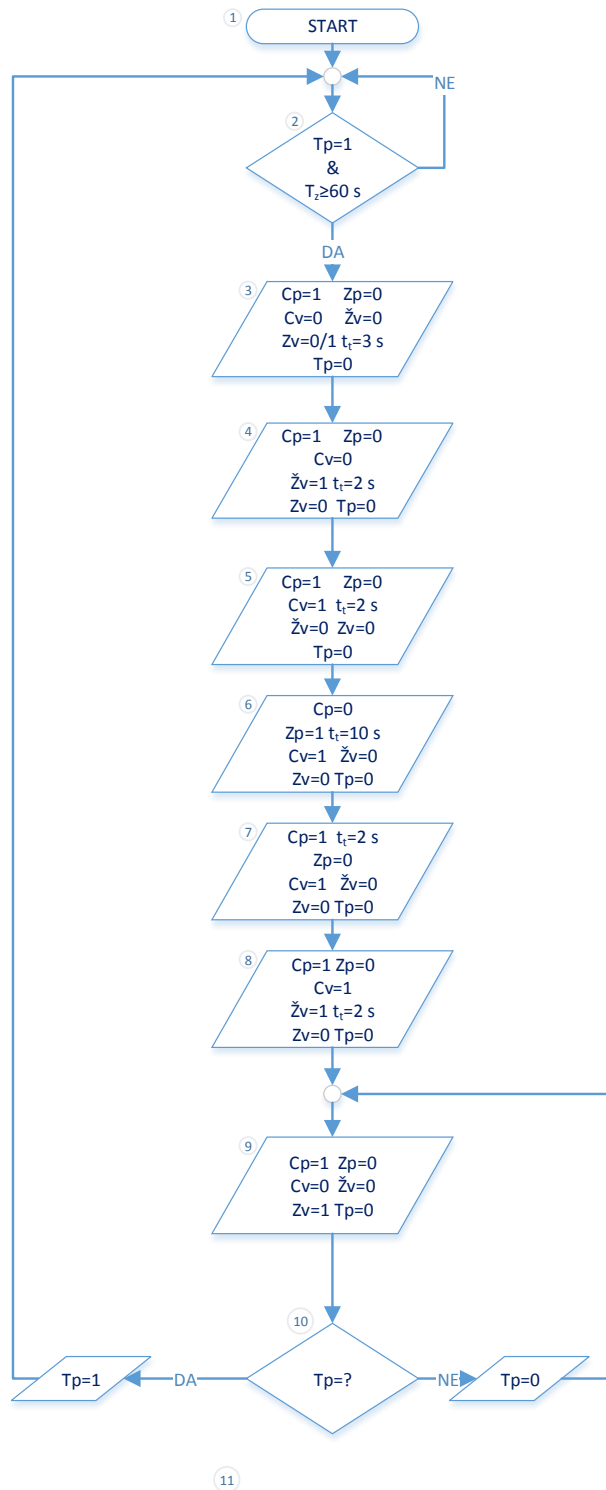 1
START
NE
2
Tp=1
&
Tz≥60 s
DA
3
Cp=1 Zp=0
Cv=0 Žv=0
Zv=0/1 tt=3 s
Tp=0
4
Cp=1 Zp=0
Cv=0
Žv=1 tt=2 s
Zv=0 Tp=0
5
Cp=1 Zp=0
Cv=1 tt=2 s
Žv=0 Zv=0
Tp=0
6
Cp=0
Zp=1 tt=10 s
Cv=1 Žv=0
Zv=0 Tp=0
7
Cp=1 tt=2 s
Zp=0
Cv=1 Žv=0
Zv=0 Tp=0
8
Cp=1 Zp=0
Cv=1
Žv=1 tt=2 s
Zv=0 Tp=0
9
Cp=1 Zp=0
Cv=0 Žv=0
Zv=1 Tp=0
10
Tp=1
DA
Tp=?
NE
Tp=0
11